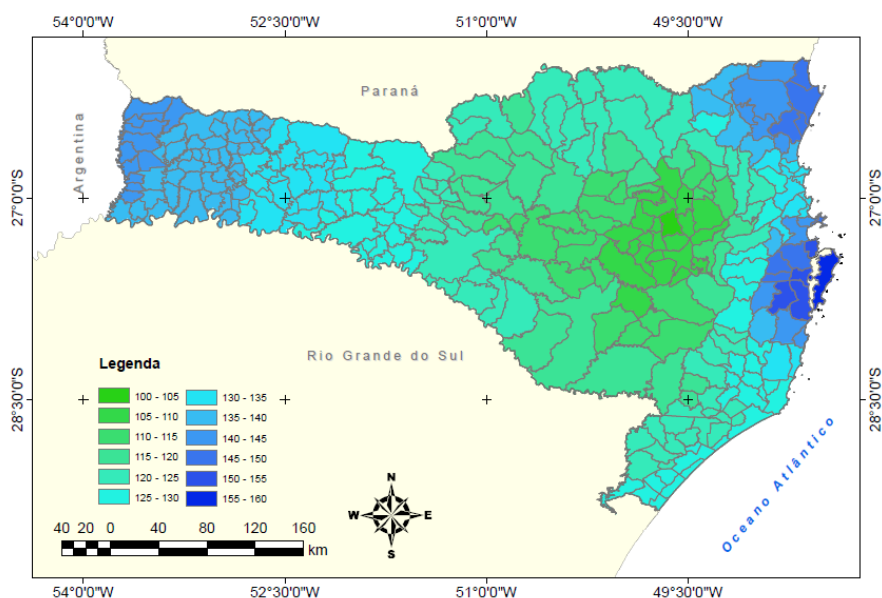 54°0'0"W 52°30'0"W 51°0'0"W 49°30'0"W
Paraná
Argentina
27°0'0"S 27°0'0"S
Rio Grande do Sul
Legenda
100 - 105 130 - 135
105 - 110 135 - 140
110 - 115 140 - 145
115 - 120 145 - 150
120 - 125 150 - 155
125 - 130 155 - 160
28°30'0"S 28°30'0"S
Oceano Atlântico
N
W E
S
40 20 0 40 80 120 160
km
54°0'0"W 52°30'0"W 51°0'0"W 49°30'0"W